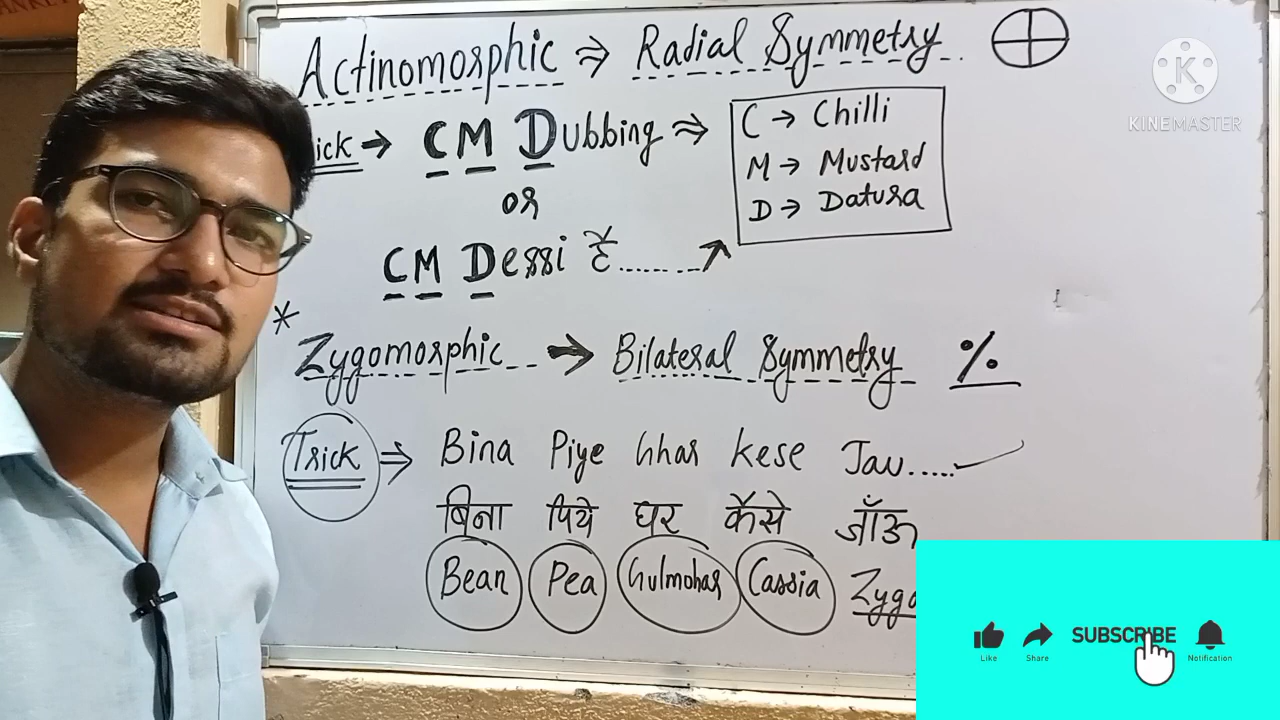 Actinomorphic ⇒ Radial Symmetry
ick → CM Dubbing ⇒
C → Chilli
M → Mustard
D → Datura
or
CM Dessi है.......
* Zygomorphic → Bilateral Symmetry %
Trick ⇒ Bina Piye Ghar kese Jau.....
बिना पिये घर कैसे जाँऊ
Bean Pea Gulmohar Cassia Zygo
KINEMASTER
Like Share SUBSCRIBE Notification